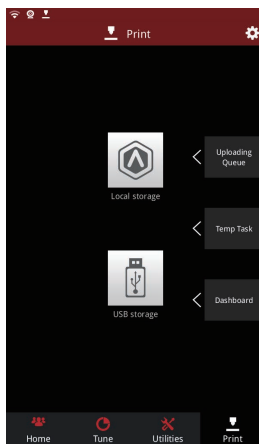 Print
Uploading
Queue
Local storage
Temp Task
Dashboard
USB storage
Home
Tune
Utilities
Print